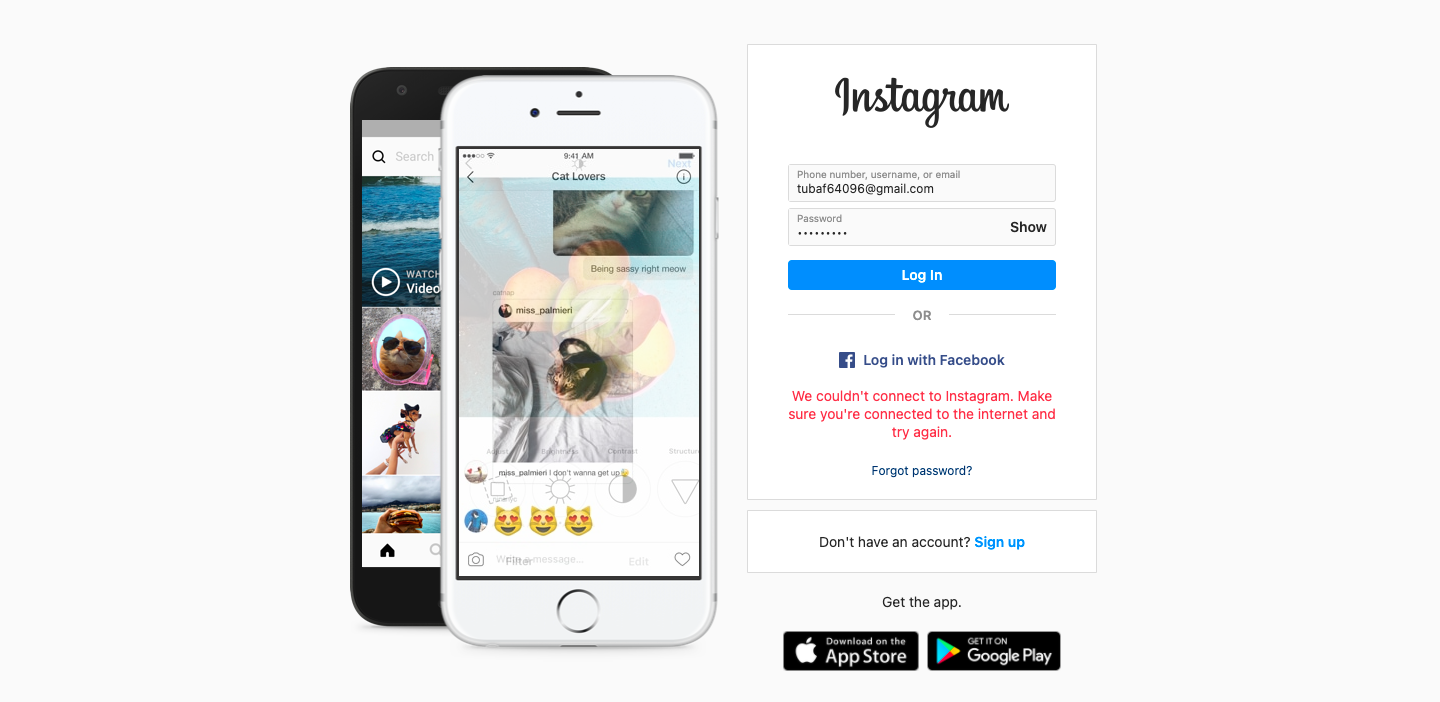 Search
WATCH
Video
9:41 AM
Next
Cat Lovers
Being sassy right meow
catnap
miss_palmieri
Brightness
Contrast
Structure
miss_palmieri I don't wanna get up 😪
😻 😻 😻
Write a message...
Filter
Edit
Instagram
Phone number, username, or email
tubaf64096@gmail.com
Password
•••••••••
Show
Log In
OR
Log in with Facebook
We couldn't connect to Instagram. Make
sure you're connected to the internet and
try again.
Forgot password?
Don't have an account? Sign up
Get the app.
Download on the
App Store
GET IT ON
Google Play